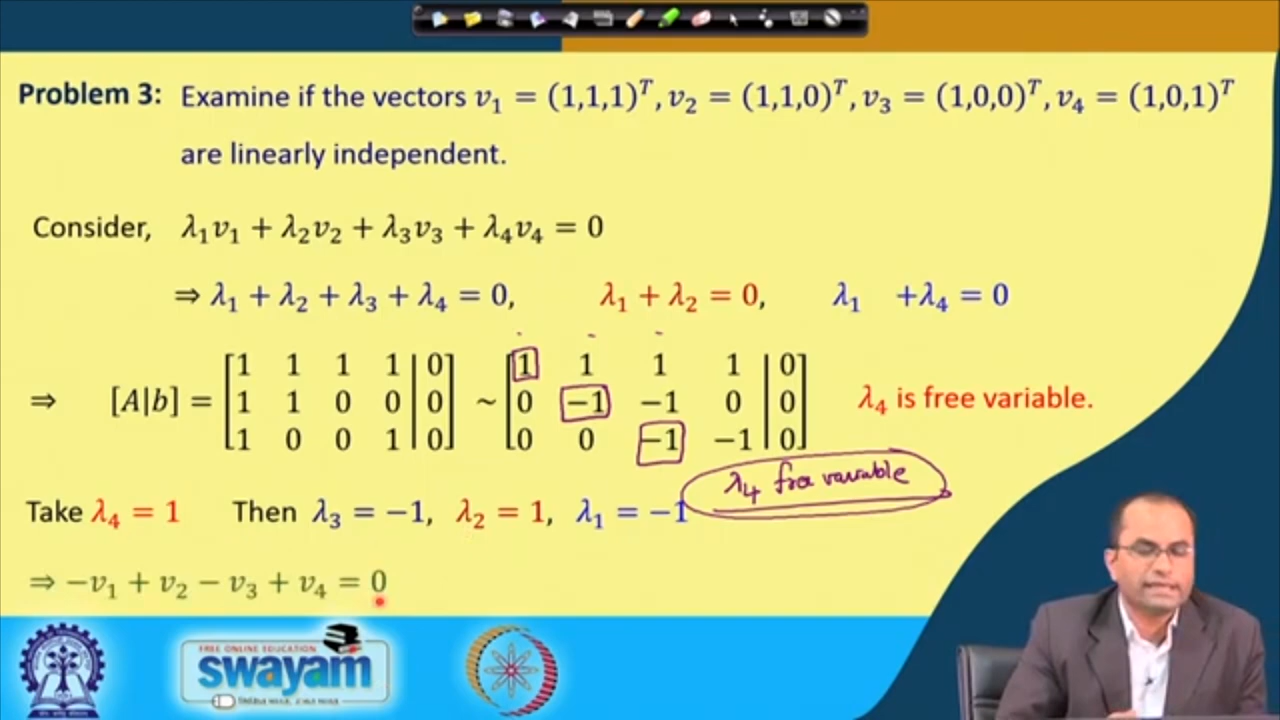 Problem 3: Examine if the vectors v₁ = (1,1,1)ᵀ, v₂ = (1,1,0)ᵀ, v₃ = (1,0,0)ᵀ, v₄ = (1,0,1)ᵀ
are linearly independent.
Consider, λ₁v₁ + λ₂v₂ + λ₃v₃ + λ₄v₄ = 0
⇒ λ₁ + λ₂ + λ₃ + λ₄ = 0, λ₁ + λ₂ = 0, λ₁ +λ₄ = 0
⇒ [A|b] = [1 1 1 1|0; 1 1 0 0|0; 1 0 0 1|0] ~ [1 1 1 1|0; 0 −1 −1 0|0; 0 0 −1 −1|0] λ₄ is free variable.
λ₄ free variable
Take λ₄ = 1 Then λ₃ = −1, λ₂ = 1, λ₁ = −1
⇒ −v₁ + v₂ − v₃ + v₄ = 0
FREE ONLINE EDUCATION
swayam